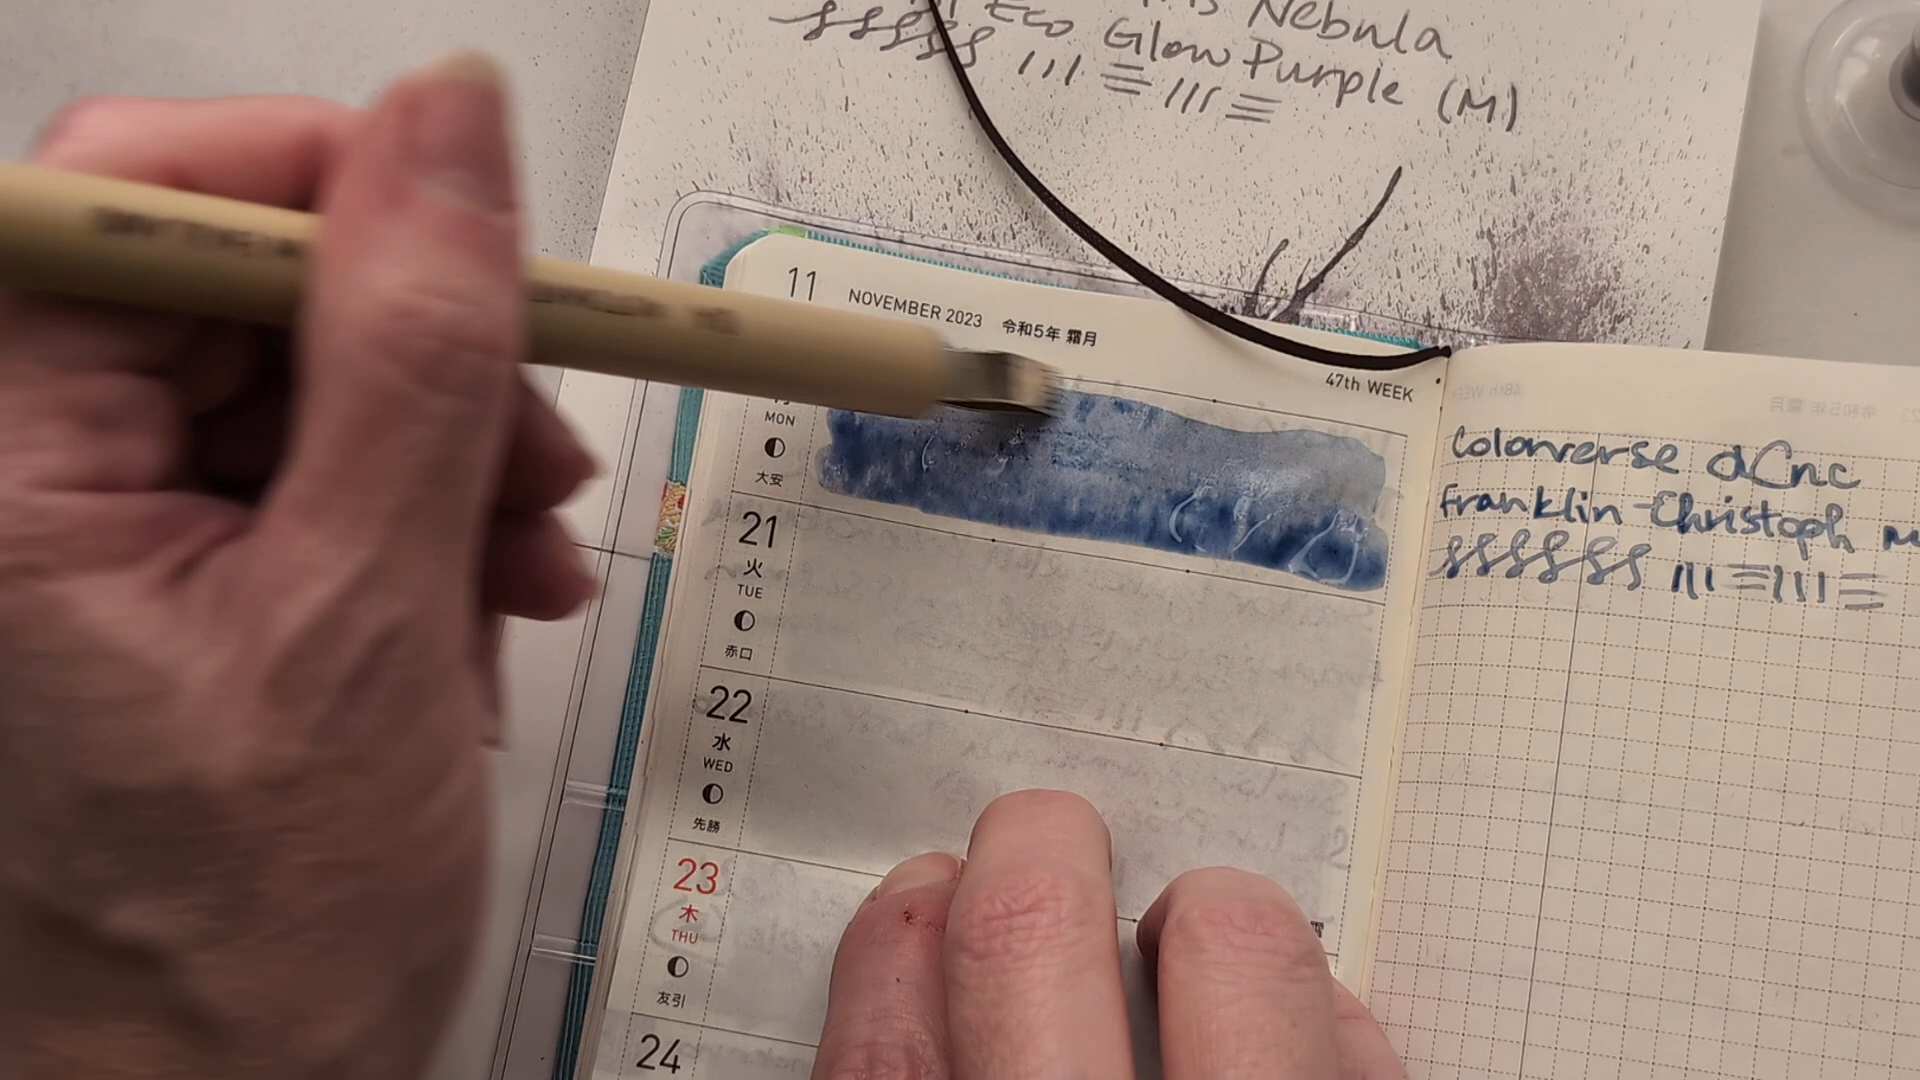 Nebula
Eco Glow Purple (M)
11 NOVEMBER 2023 令和5年 霜月
47th WEEK
MON
大安
21
火
TUE
赤口
22
水
WED
先勝
23
木
THU
友引
24
Colorverse αCnc
Franklin-Christoph